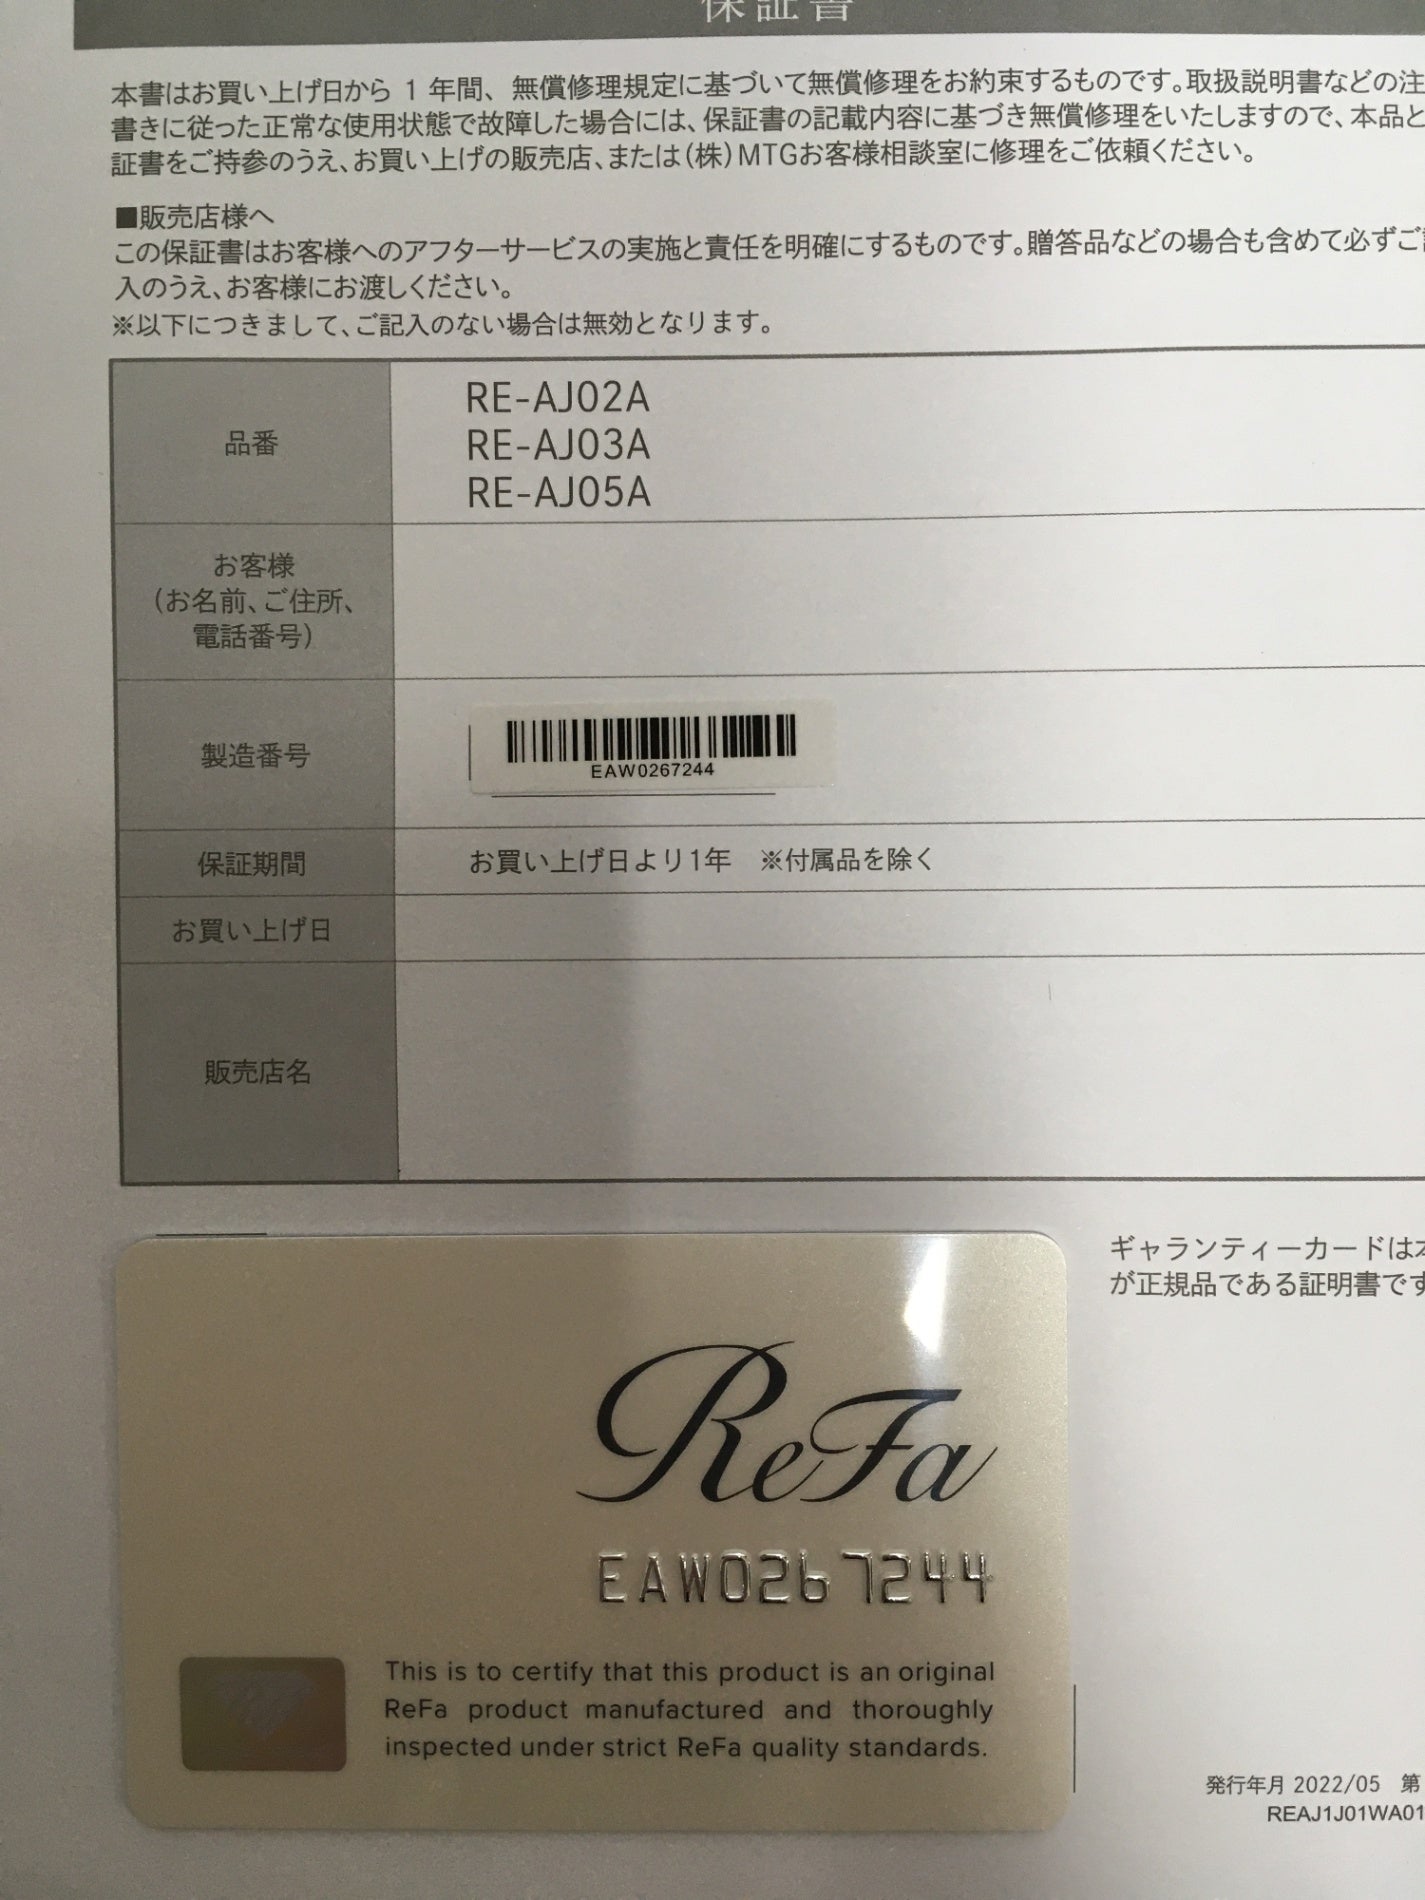 保証書
本書はお買い上げ日から 1 年間、無償修理規定に基づいて無償修理をお約束するものです。取扱説明書などの注
書きに従った正常な使用状態で故障した場合には、保証書の記載内容に基づき無償修理をいたしますので、本品と
証書をご持参のうえ、お買い上げの販売店、または(株)MTGお客様相談室に修理をご依頼ください。
■販売店様へ
この保証書はお客様へのアフターサービスの実施と責任を明確にするものです。贈答品などの場合も含めて必ずご
入のうえ、お客様にお渡しください。
※以下につきまして、ご記入のない場合は無効となります。
品番
RE-AJ02A
RE-AJ03A
RE-AJ05A
お客様
(お名前、ご住所、
電話番号)
製造番号
EAW0267244
保証期間
お買い上げ日より1年 ※付属品を除く
お買い上げ日
販売店名
ギャランティーカードは本
が正規品である証明書です
ReFa
EAW0267244
This is to certify that this product is an original
ReFa product manufactured and thoroughly
inspected under strict ReFa quality standards.
発行年月 2022/05 第
REAJ1J01WA01